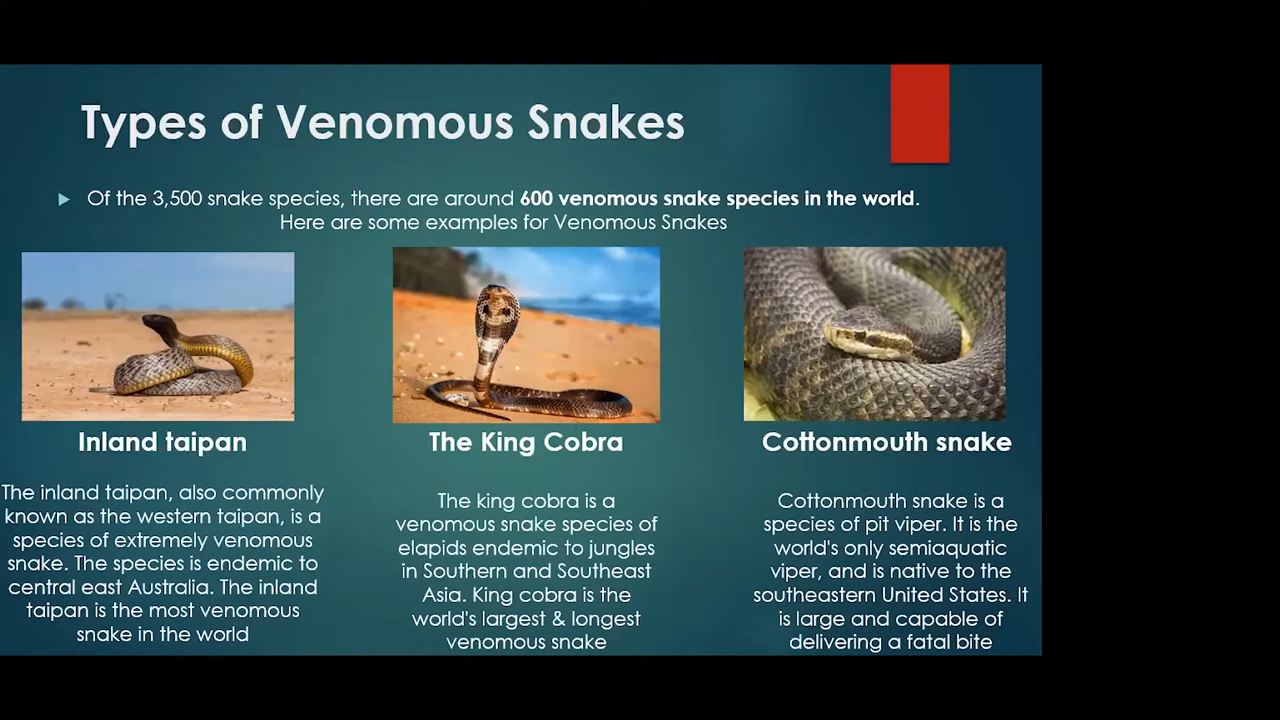 Types of Venomous Snakes
Of the 3,500 snake species, there are around 600 venomous snake species in the world.
Here are some examples for Venomous Snakes
Inland taipan
The inland taipan, also commonly
known as the western taipan, is a
species of extremely venomous
snake. The species is endemic to
central east Australia. The inland
taipan is the most venomous
snake in the world
The King Cobra
The king cobra is a
venomous snake species of
elapids endemic to jungles
in Southern and Southeast
Asia. King cobra is the
world's largest & longest
venomous snake
Cottonmouth snake
Cottonmouth snake is a
species of pit viper. It is the
world's only semiaquatic
viper, and is native to the
southeastern United States. It
is large and capable of
delivering a fatal bite